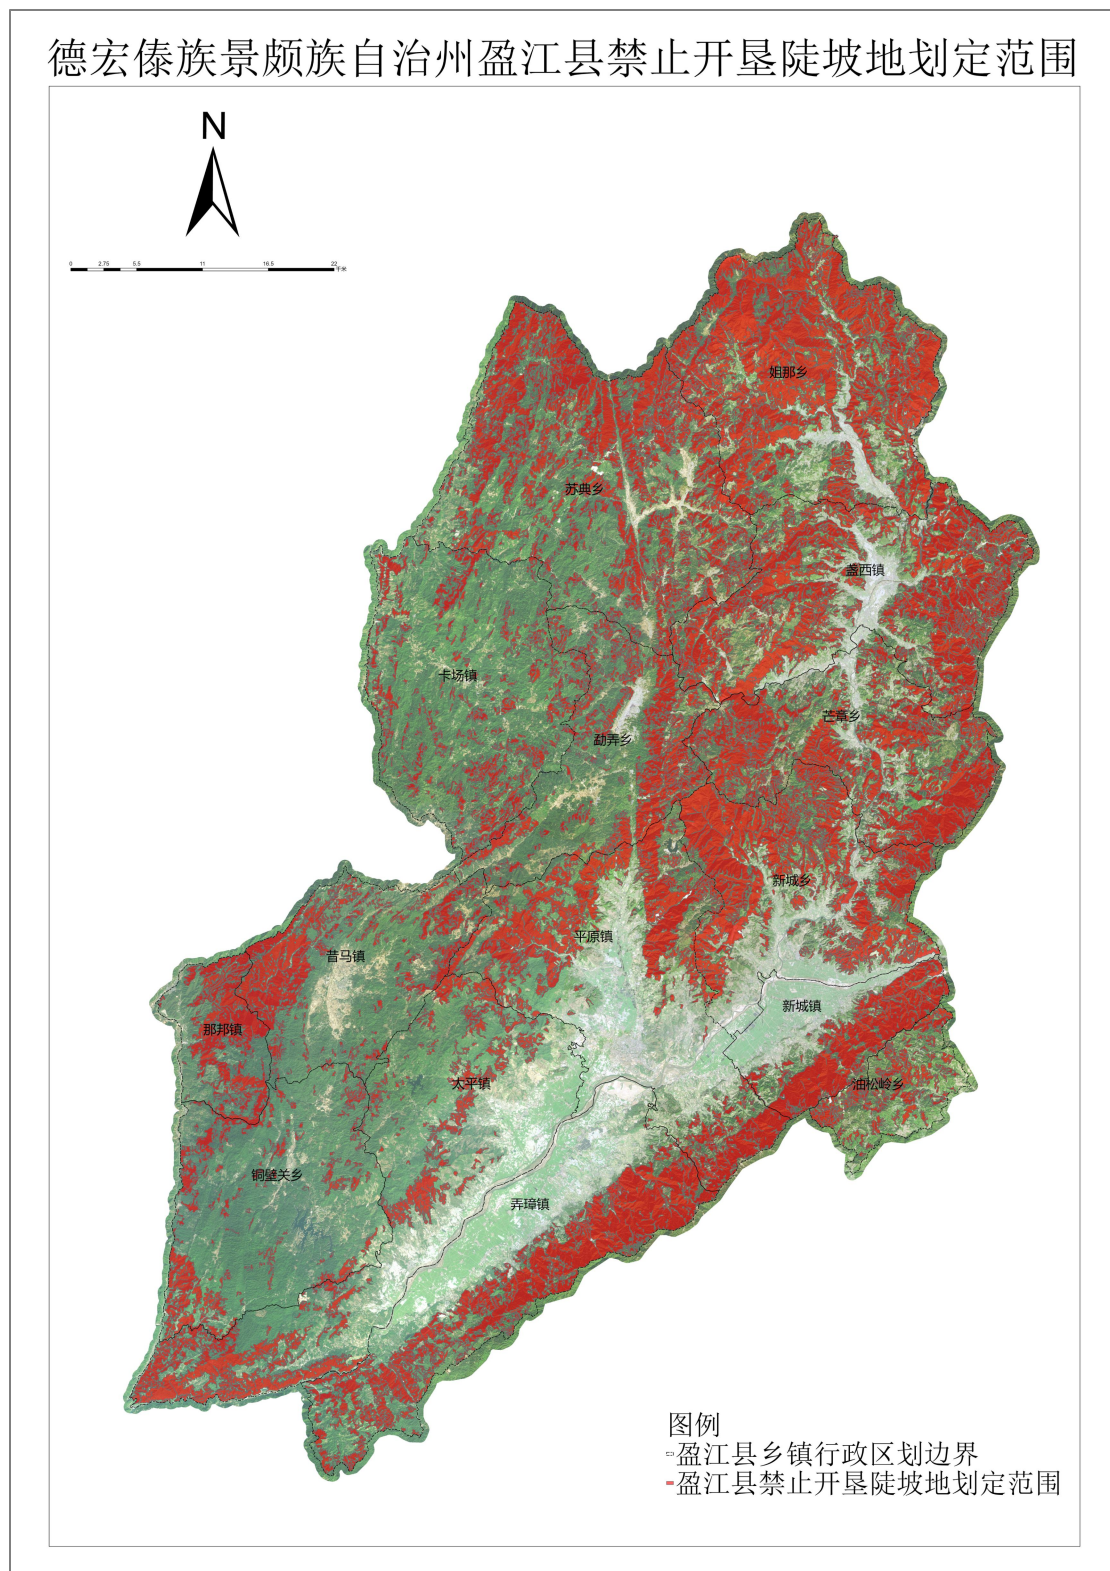 德宏傣族景颇族自治州盈江县禁止开垦陡坡地划定范围
N
0 2.75 5.5 11 16.5 22
千米
姐那乡
苏典乡
盏西镇
卡场镇
芒章乡
勐弄乡
新城乡
平原镇
昔马镇
新城镇
那邦镇
太平镇
油松岭乡
铜壁关乡
弄璋镇
图例
盈江县乡镇行政区划边界
盈江县禁止开垦陡坡地划定范围